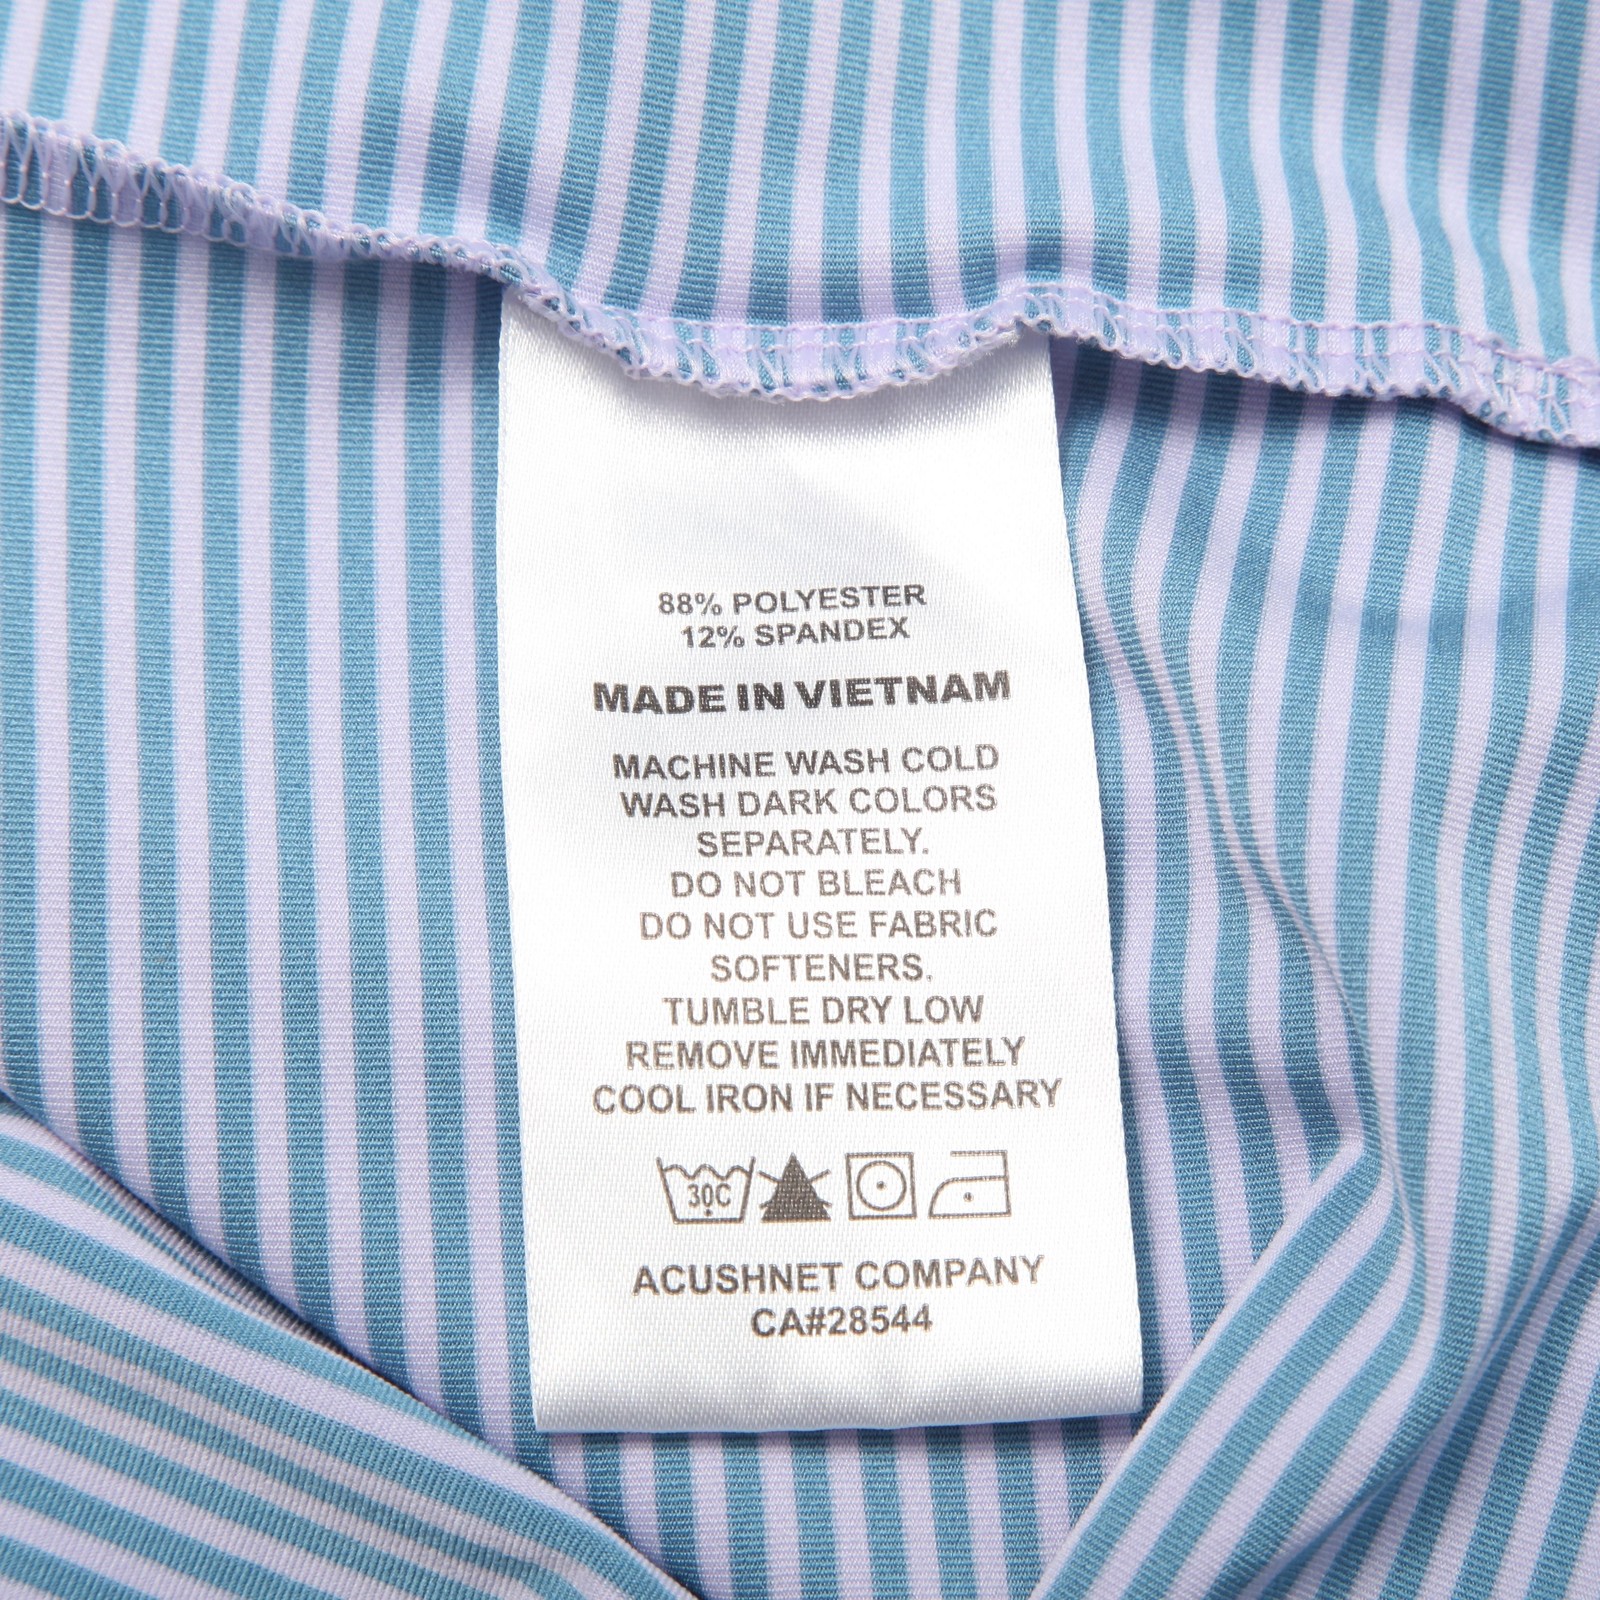 88% POLYESTER
12% SPANDEX
MADE IN VIETNAM
MACHINE WASH COLD
WASH DARK COLORS
SEPARATELY.
DO NOT BLEACH
DO NOT USE FABRIC
SOFTENERS.
TUMBLE DRY LOW
REMOVE IMMEDIATELY
COOL IRON IF NECESSARY
30C
ACUSHNET COMPANY
CA#28544